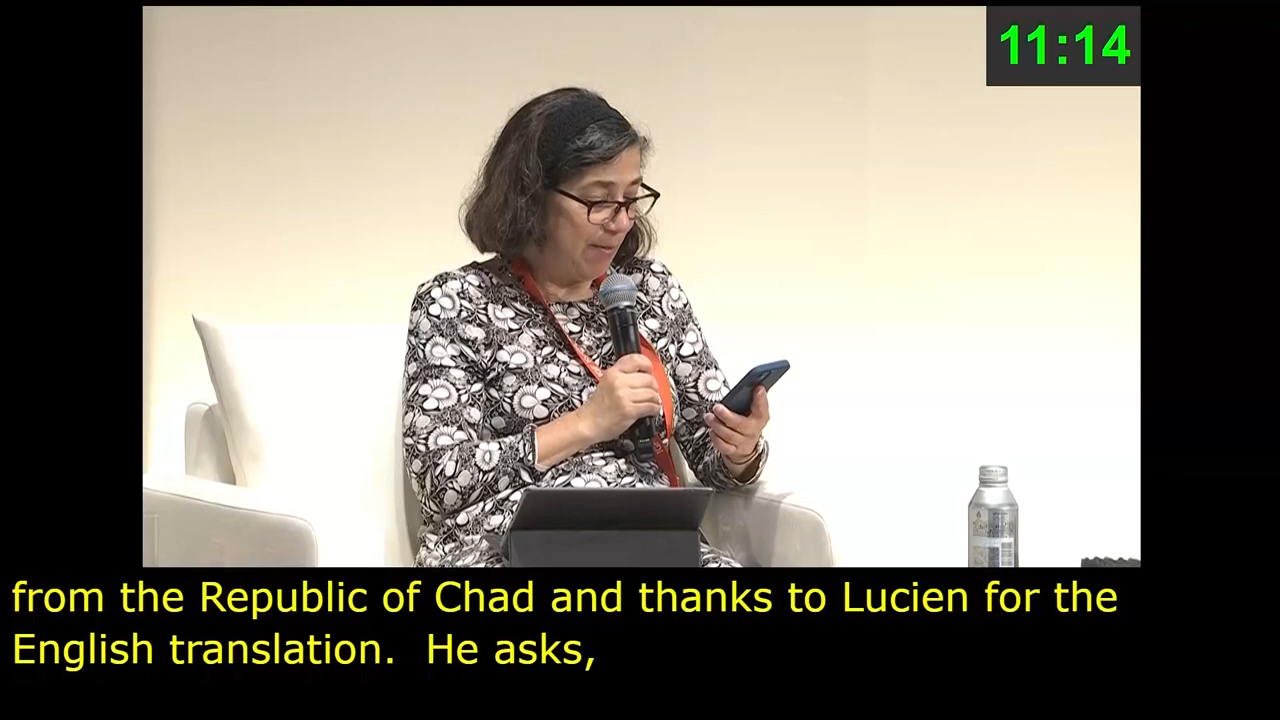 11:14
from the Republic of Chad and thanks to Lucien for the
English translation.  He asks,